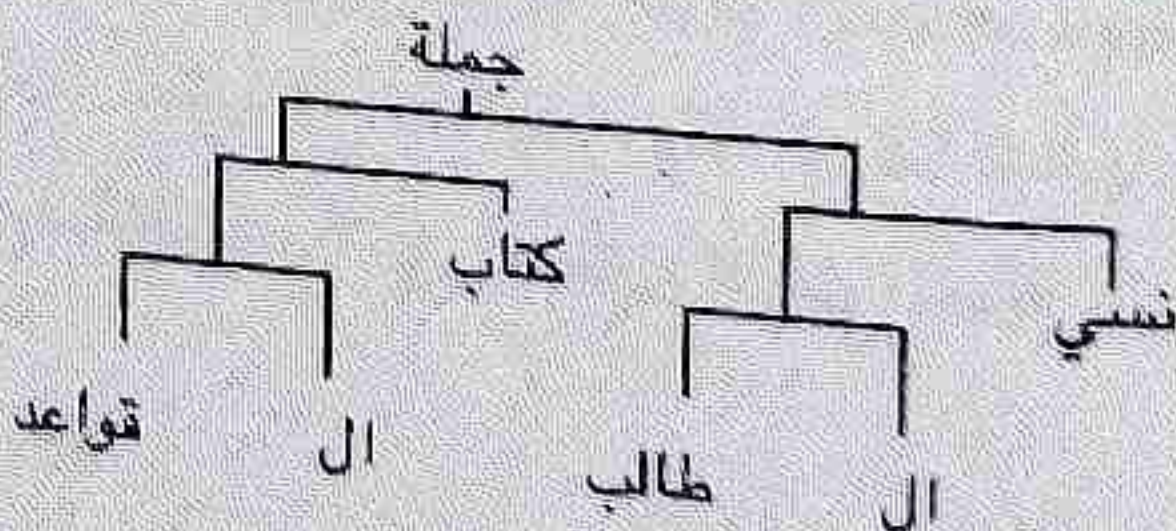 جملة
نسي
ال
طالب
كتاب
ال
قواعد